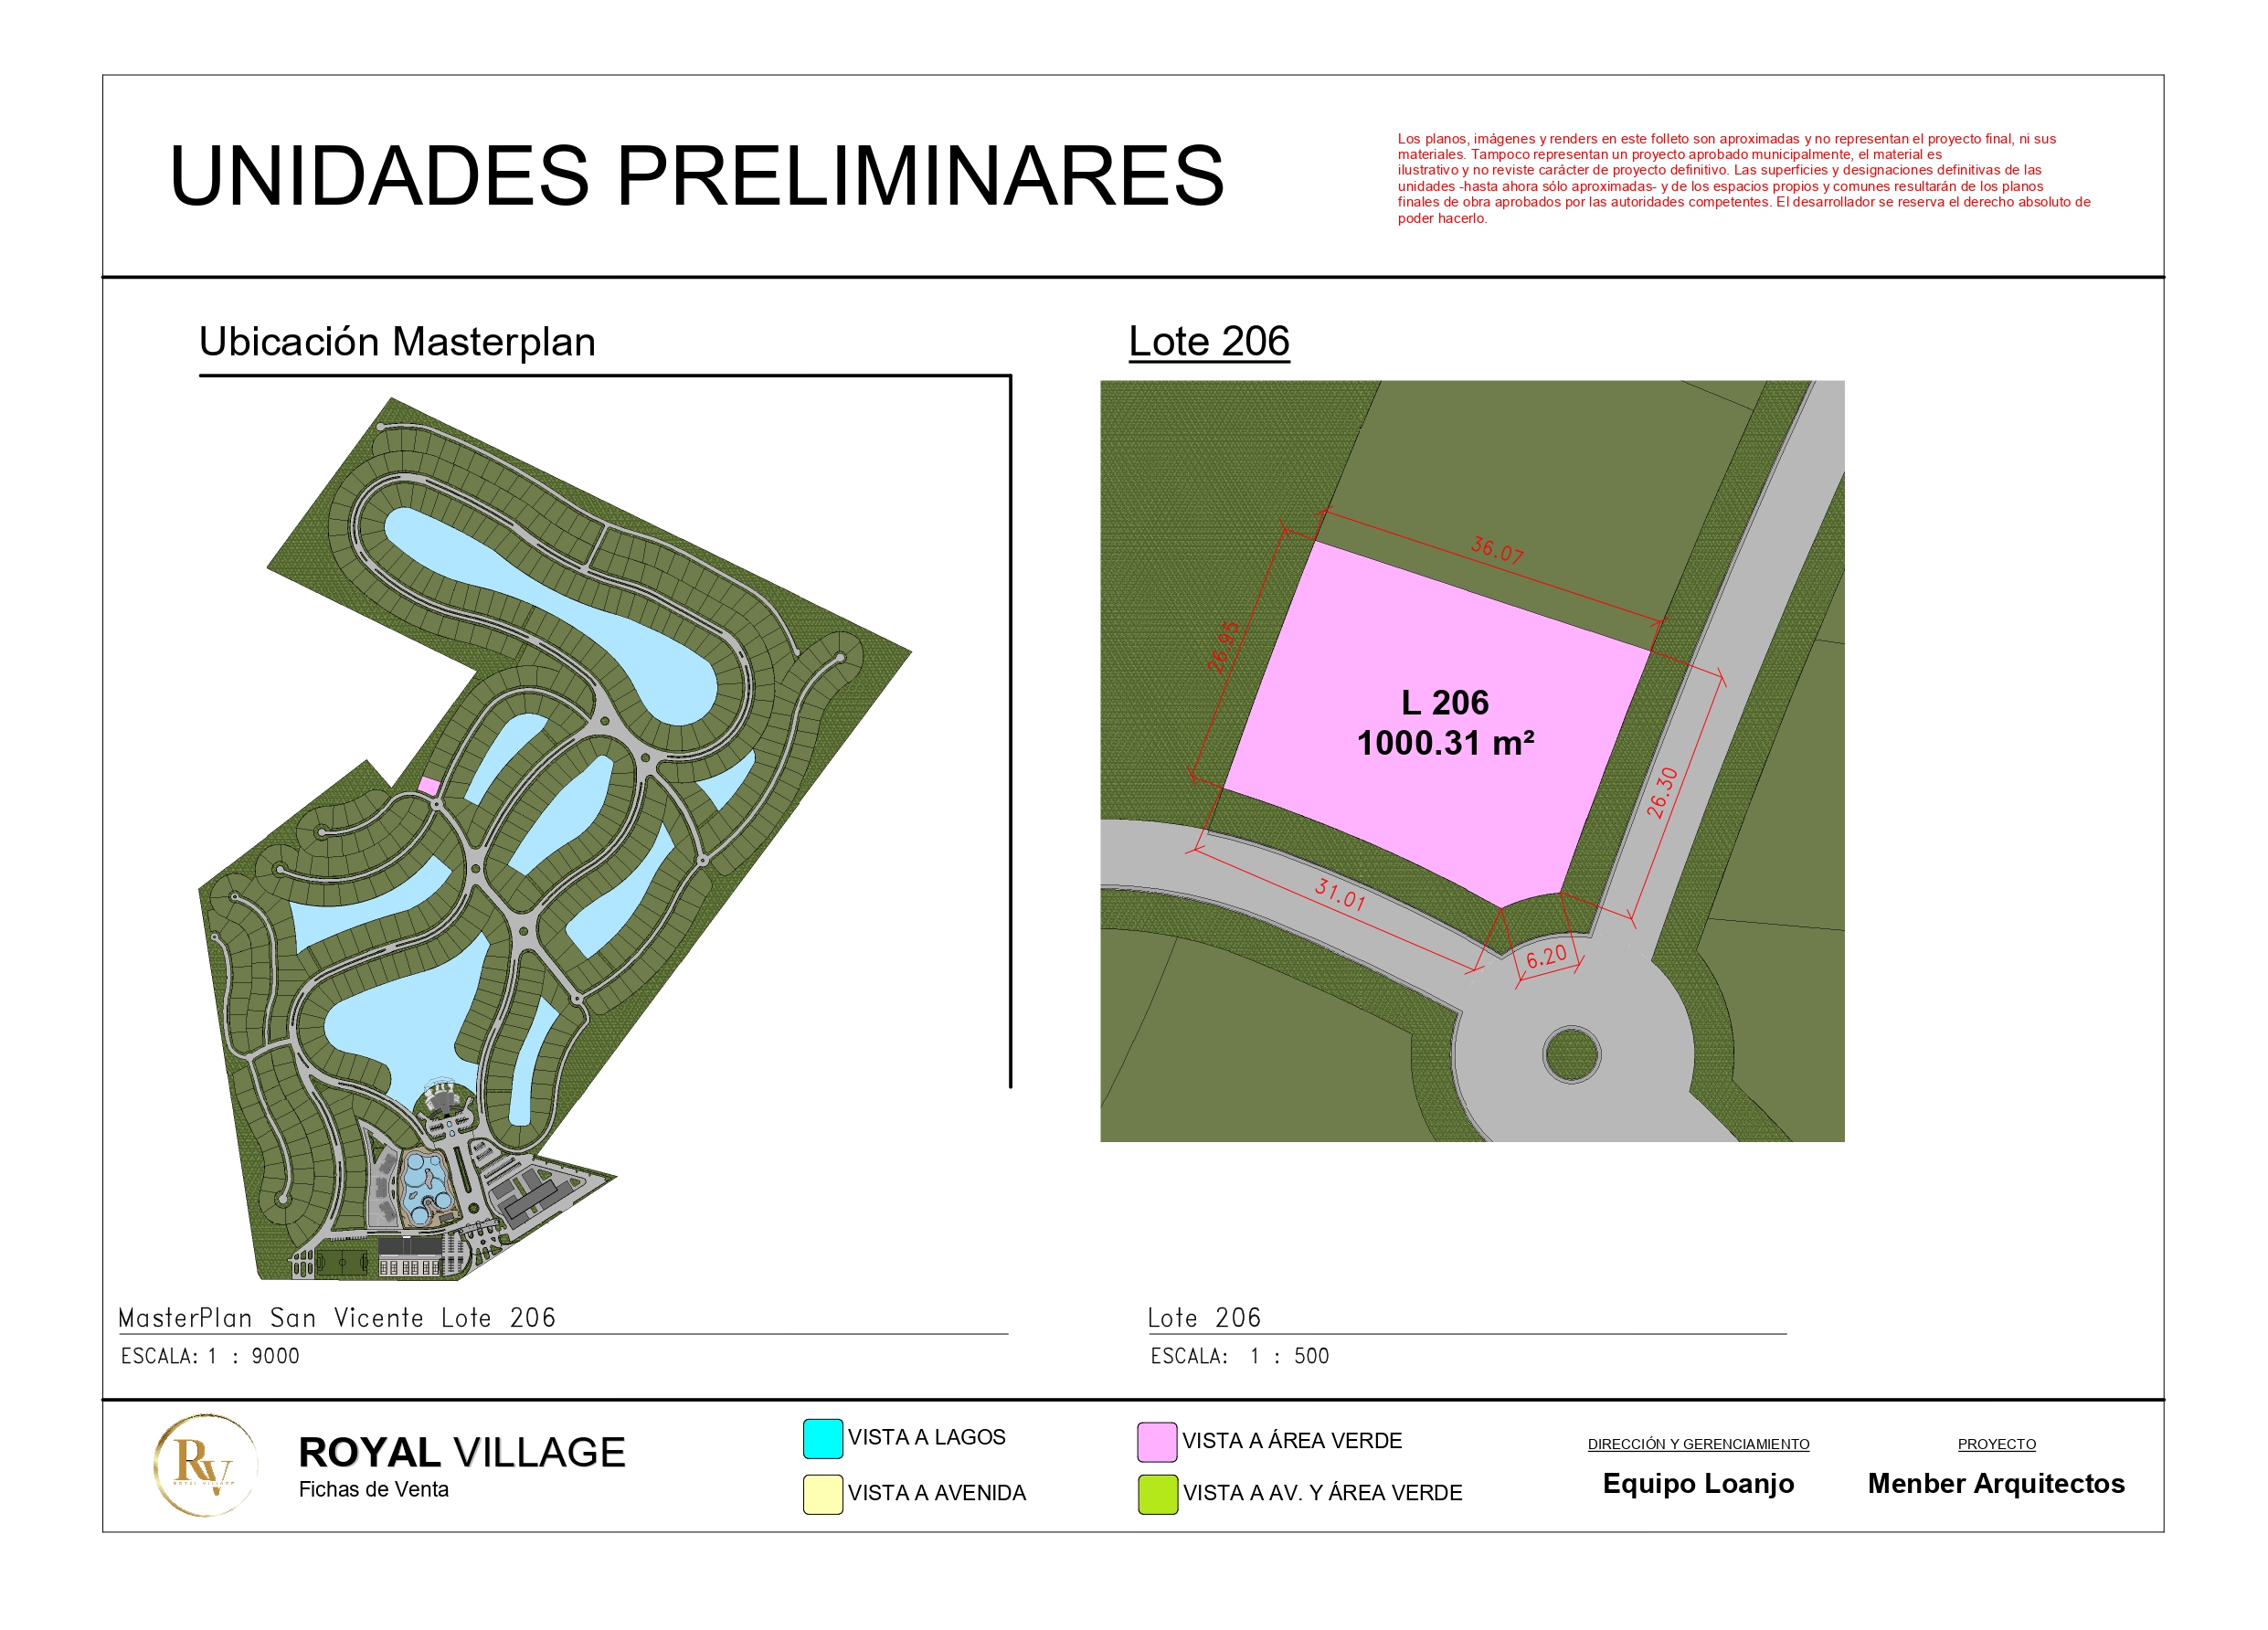 UNIDADES PRELIMINARES
Los planos, imágenes y renders en este folleto son aproximadas y no representan el proyecto final, ni sus
materiales. Tampoco representan un proyecto aprobado municipalmente, el material es
ilustrativo y no reviste carácter de proyecto definitivo. Las superficies y designaciones definitivas de las
unidades -hasta ahora sólo aproximadas- y de los espacios propios y comunes resultarán de los planos
finales de obra aprobados por las autoridades competentes. El desarrollador se reserva el derecho absoluto de
poder hacerlo.
Ubicación Masterplan
Lote 206
36.07
26.95
L 206
1000.31 m²
26.30
31.01
6.20
MasterPlan San Vicente Lote 206
ESCALA: 1 : 9000
Lote 206
ESCALA: 1 : 500
RV
ROYAL VILLAGE
ROYAL VILLAGE
Fichas de Venta
VISTA A LAGOS
VISTA A AVENIDA
VISTA A ÁREA VERDE
VISTA A AV. Y ÁREA VERDE
DIRECCIÓN Y GERENCIAMIENTO
Equipo Loanjo
PROYECTO
Menber Arquitectos